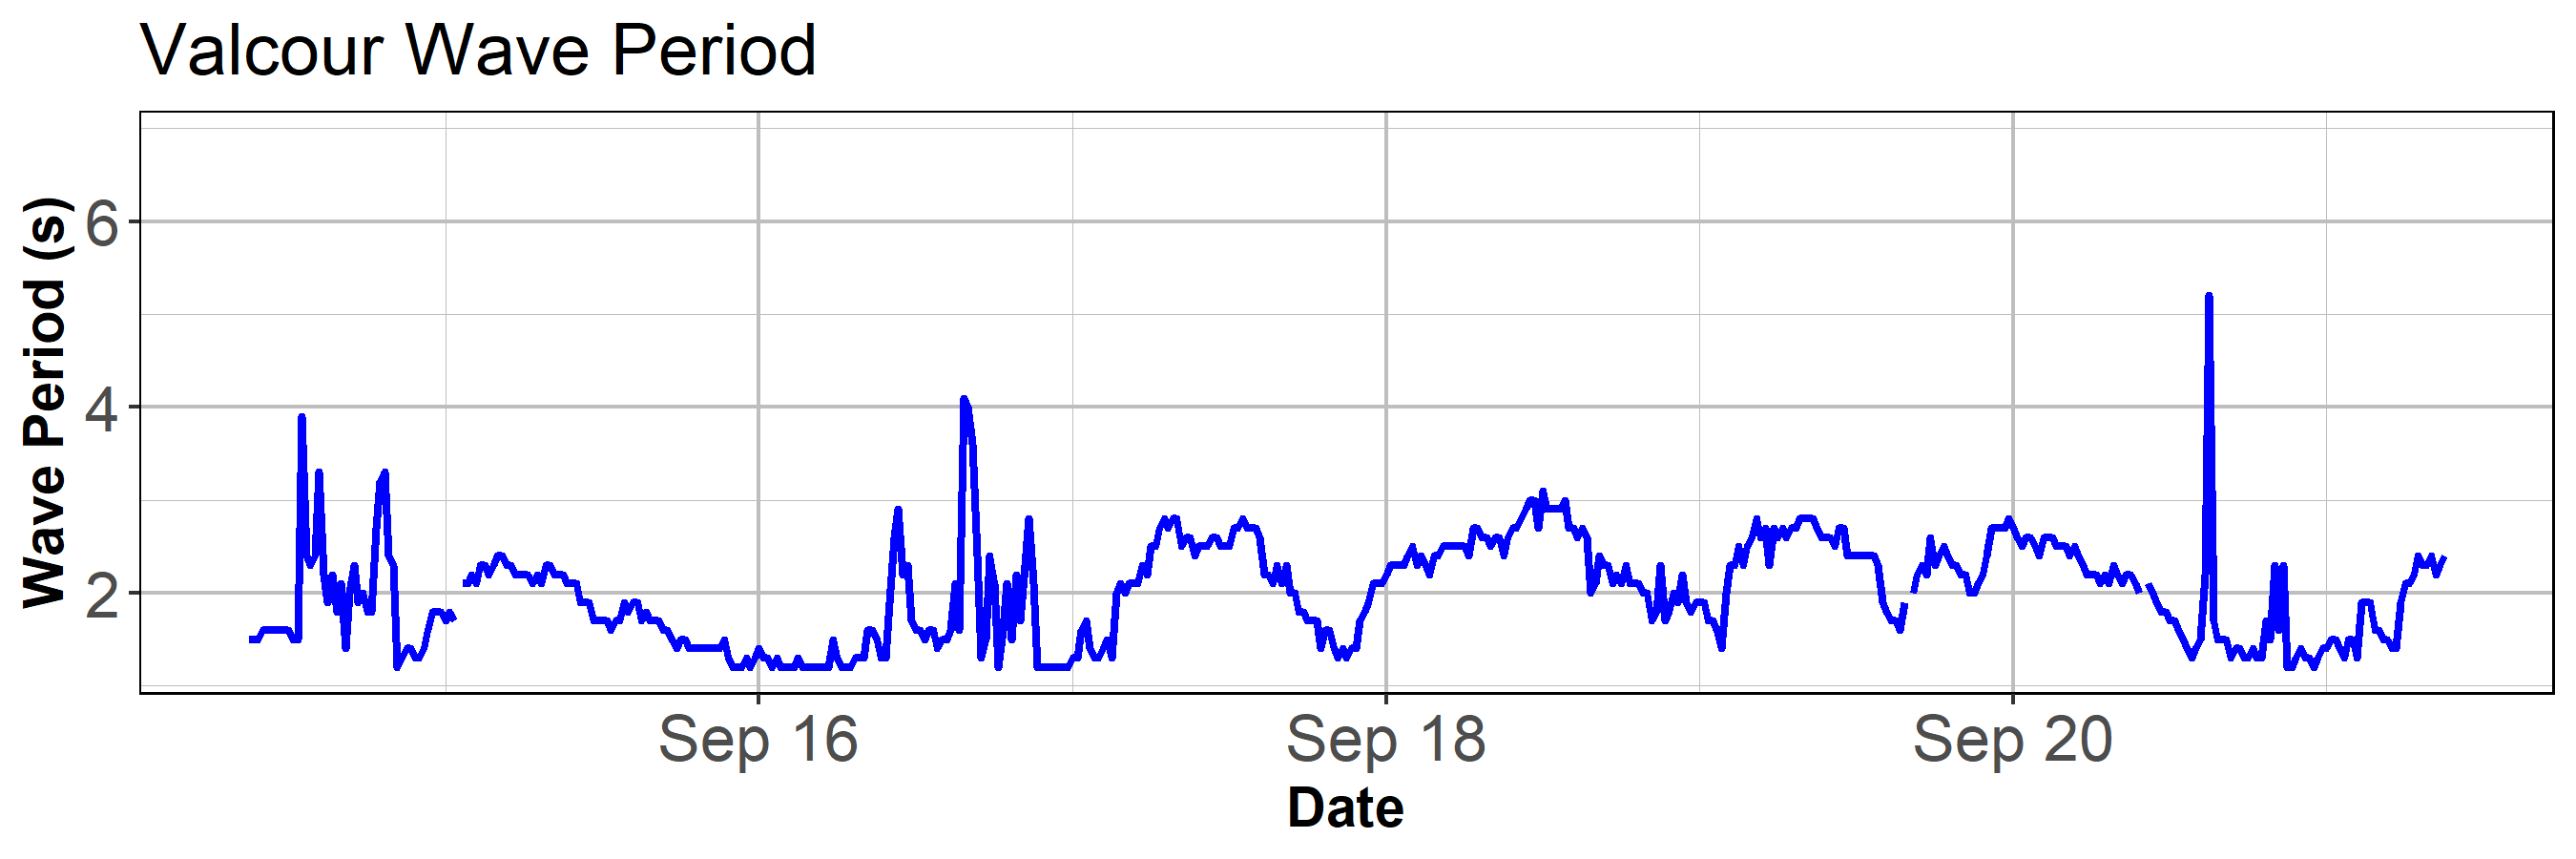 Valcour Wave Period
Wave Period (s)
6
4
2
Sep 16
Sep 18
Sep 20
Date